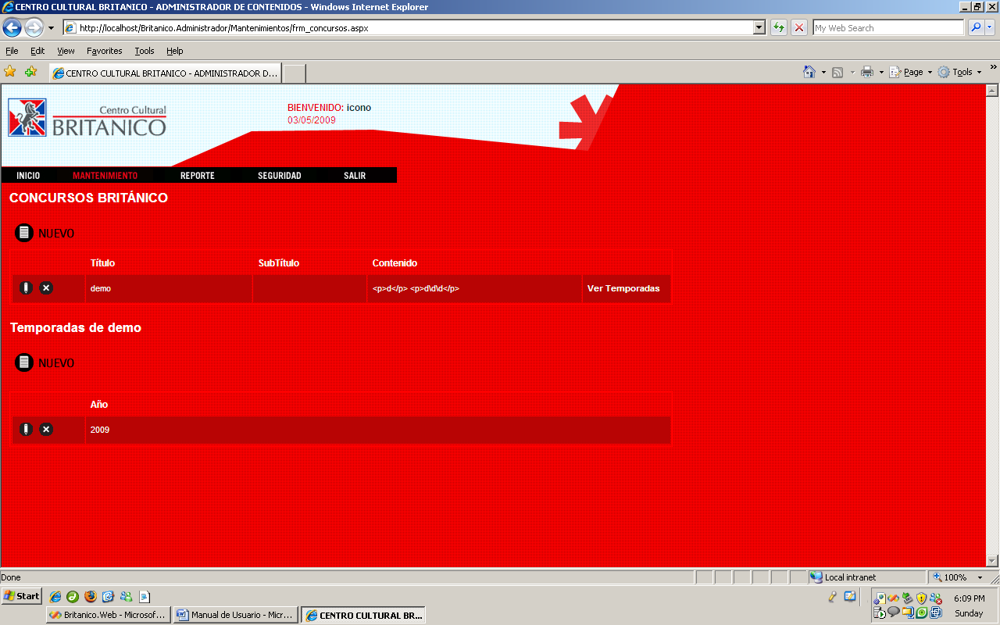 CENTRO CULTURAL BRITANICO - ADMINISTRADOR DE CONTENIDOS - Windows Internet Explorer
http://localhost/Britanico.Administrador/Mantenimientos/frm_concursos.aspx
My Web Search
File Edit View Favorites Tools Help
CENTRO CULTURAL BRITANICO - ADMINISTRADOR D...
Page Tools
Centro Cultural
BRITANICO
BIENVENIDO: icono
03/05/2009
INICIO MANTENIMIENTO REPORTE SEGURIDAD SALIR
CONCURSOS BRITÁNICO
NUEVO
Título SubTítulo Contenido
demo <p>d</p> <p>d\d\d</p> Ver Temporadas
Temporadas de demo
NUEVO
Año
2009
Done Local intranet 100%
Start 6:09 PM
Britanico.Web - Microsof... Manual de Usuario - Micr... CENTRO CULTURAL BR... Sunday